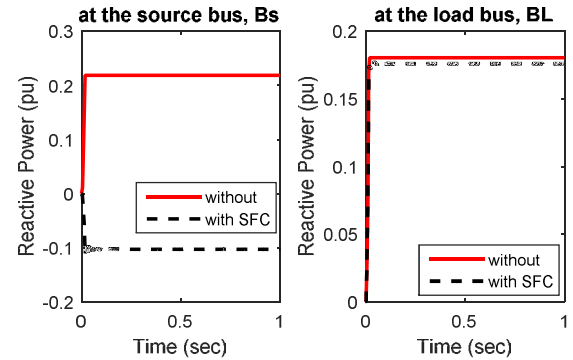 at the source bus, Bs
Reactive Power (pu)
0.3
0.2
0.1
0
-0.1
-0.2
without
with SFC
0
0.5
1
Time (sec)
at the load bus, BL
Reactive Power (pu)
0.2
0.15
0.1
0.05
0
without
with SFC
0
0.5
1
Time (sec)